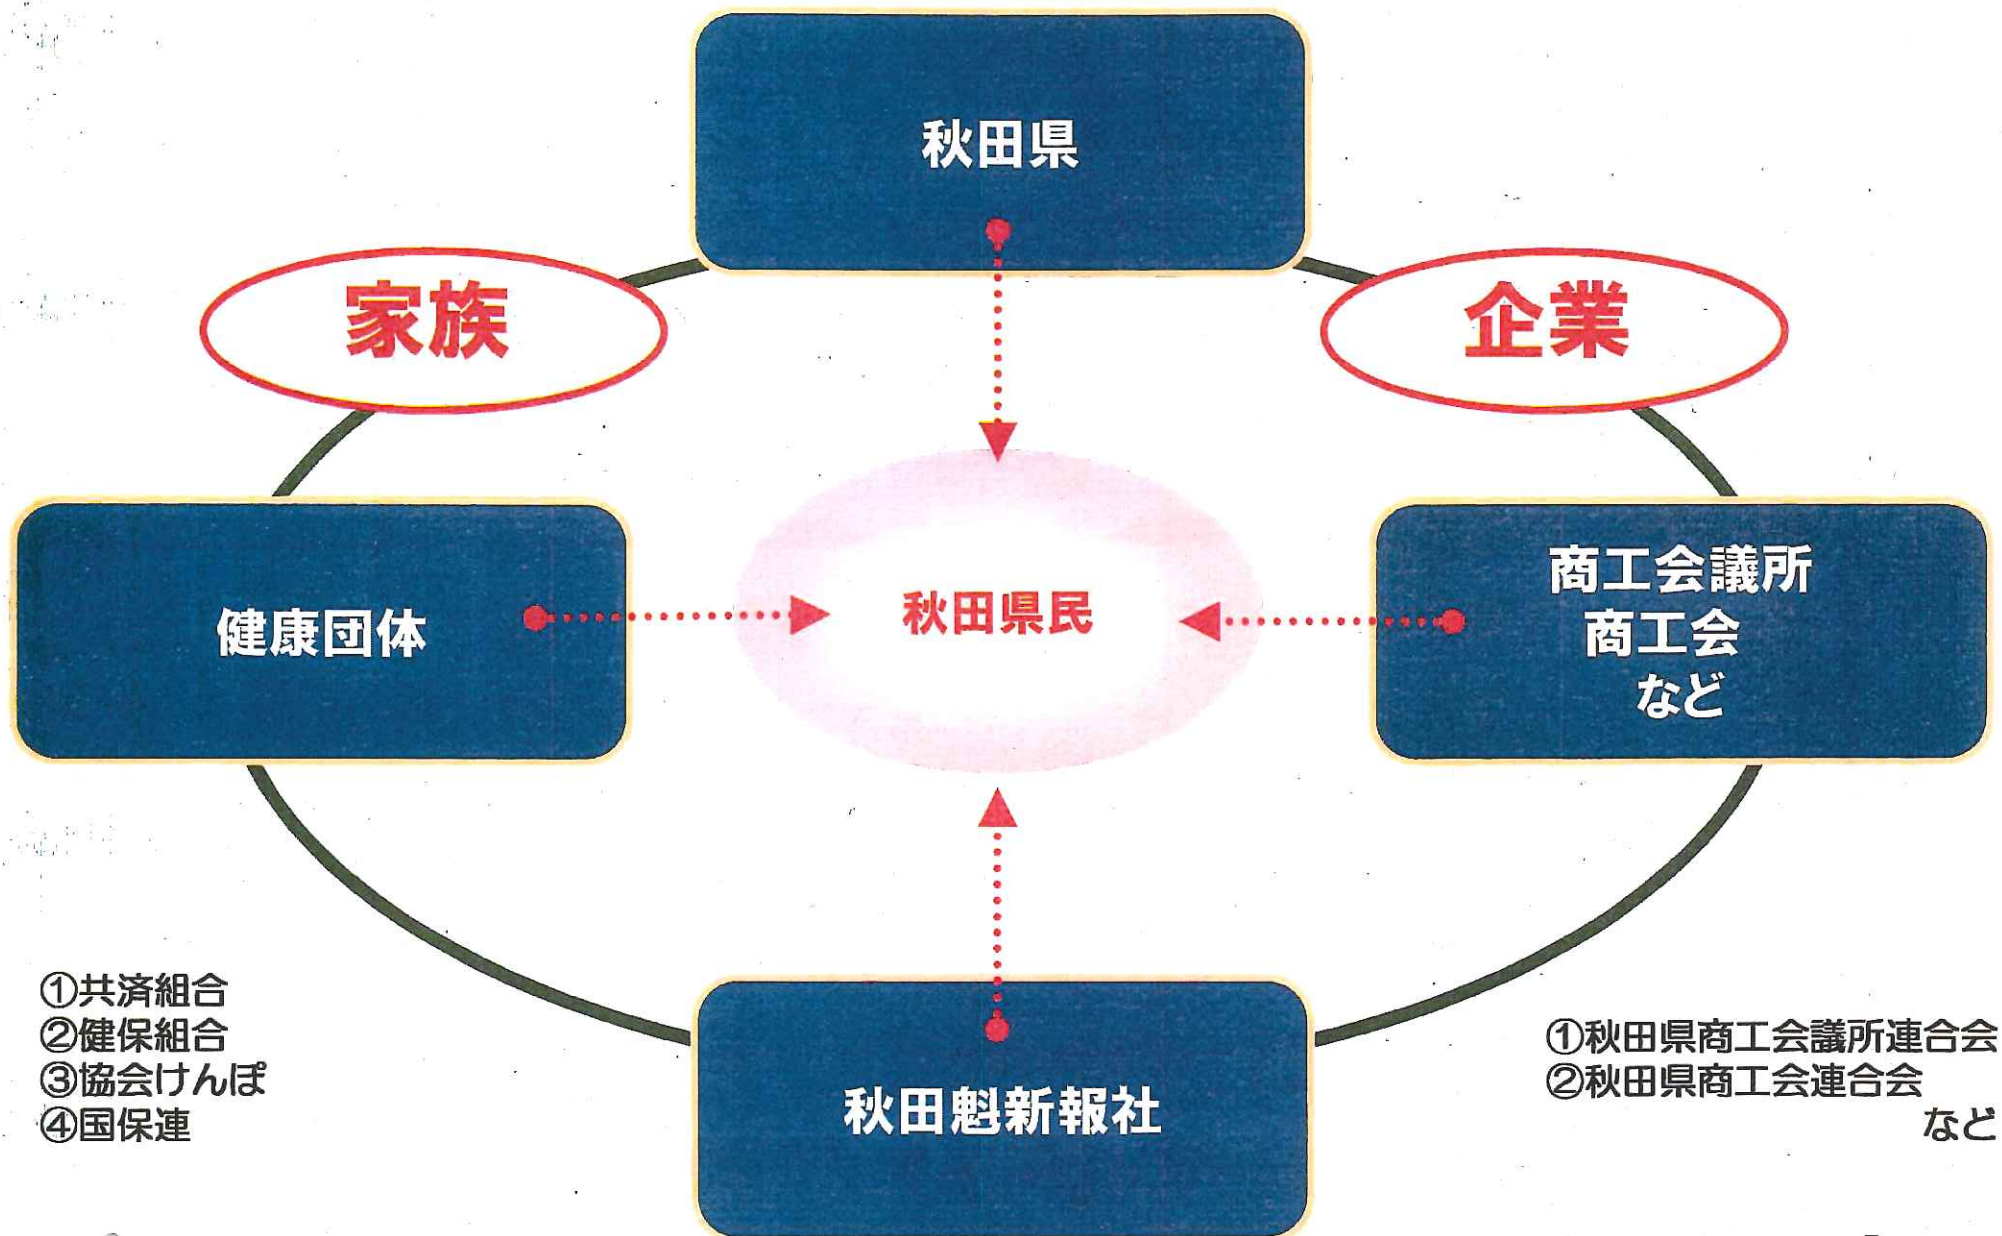 秋田県
家族
企業
健康団体
秋田県民
商工会議所
商工会
など
秋田魁新報社
①共済組合
②健保組合
③協会けんぽ
④国保連
①秋田県商工会議所連合会
②秋田県商工会連合会
など